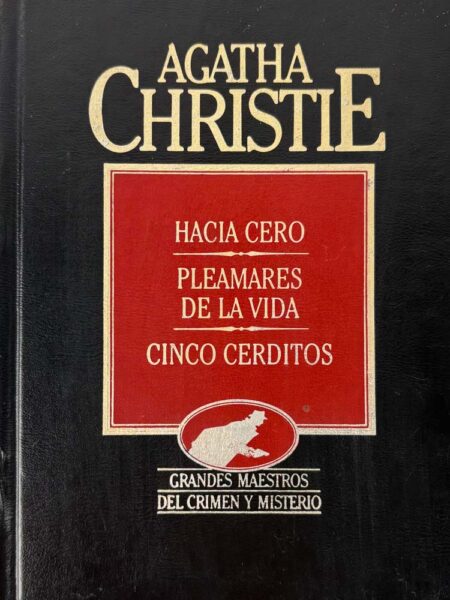 AGATHA
CHRISTIE
HACIA CERO
PLEAMARES
DE LA VIDA
CINCO CERDITOS
GRANDES MAESTROS
DEL CRIMEN Y MISTERIO